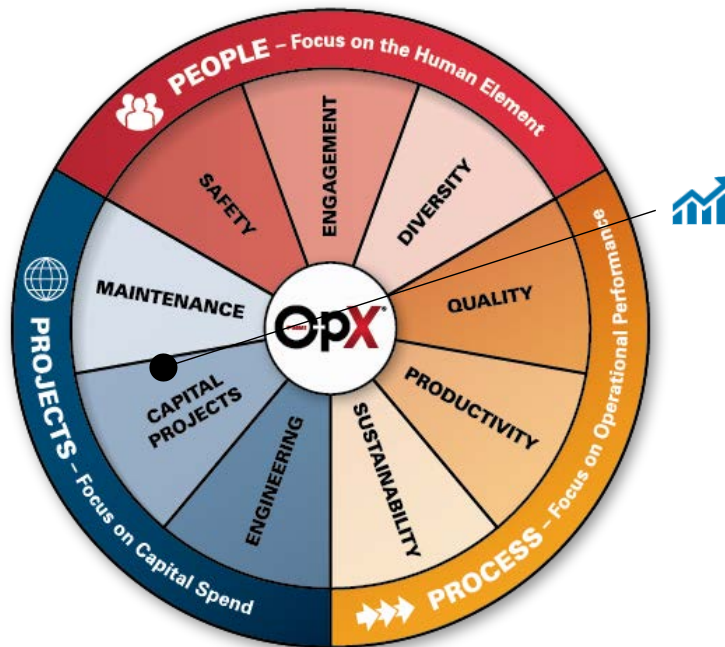 PEOPLE – Focus on the Human Element
SAFETY
ENGAGEMENT
DIVERSITY
MAINTENANCE
QUALITY
OpX®
CAPITAL
PROJECTS
PRODUCTIVITY
ENGINEERING
SUSTAINABILITY
PROJECTS – Focus on Capital Spend
PROCESS – Focus on Operational Performance